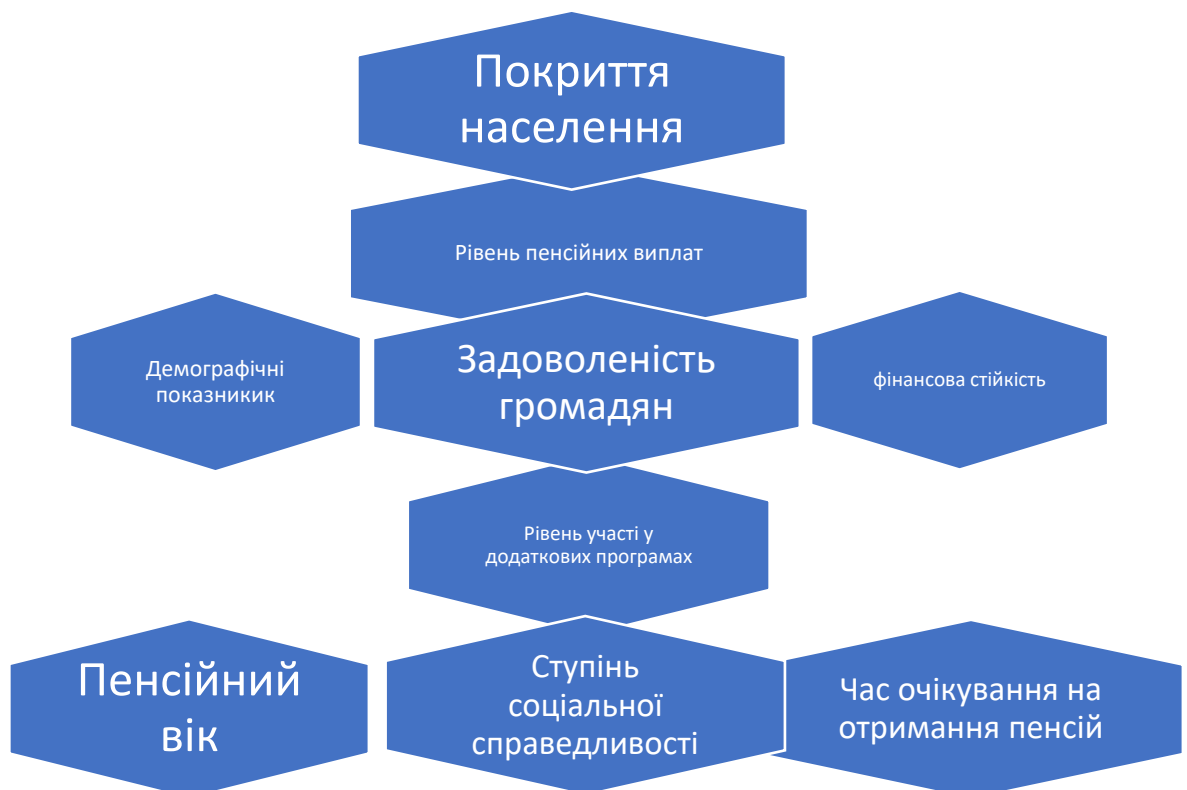 Покриття
населення
Рівень пенсійних виплат
Демографічні
показникик
Задоволеність
громадян
фінансова стійкість
Рівень участі у
додаткових програмах
Пенсійний
вік
Ступінь
соціальної
справедливості
Час очікування на
отримання пенсій